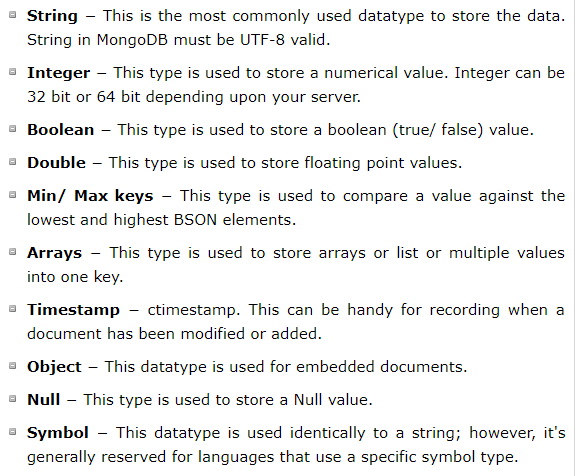 String − This is the most commonly used datatype to store the data.
String in MongoDB must be UTF-8 valid.
Integer − This type is used to store a numerical value. Integer can be
32 bit or 64 bit depending upon your server.
Boolean − This type is used to store a boolean (true/ false) value.
Double − This type is used to store floating point values.
Min/ Max keys − This type is used to compare a value against the
lowest and highest BSON elements.
Arrays − This type is used to store arrays or list or multiple values
into one key.
Timestamp − ctimestamp. This can be handy for recording when a
document has been modified or added.
Object − This datatype is used for embedded documents.
Null − This type is used to store a Null value.
Symbol − This datatype is used identically to a string; however, it's
generally reserved for languages that use a specific symbol type.